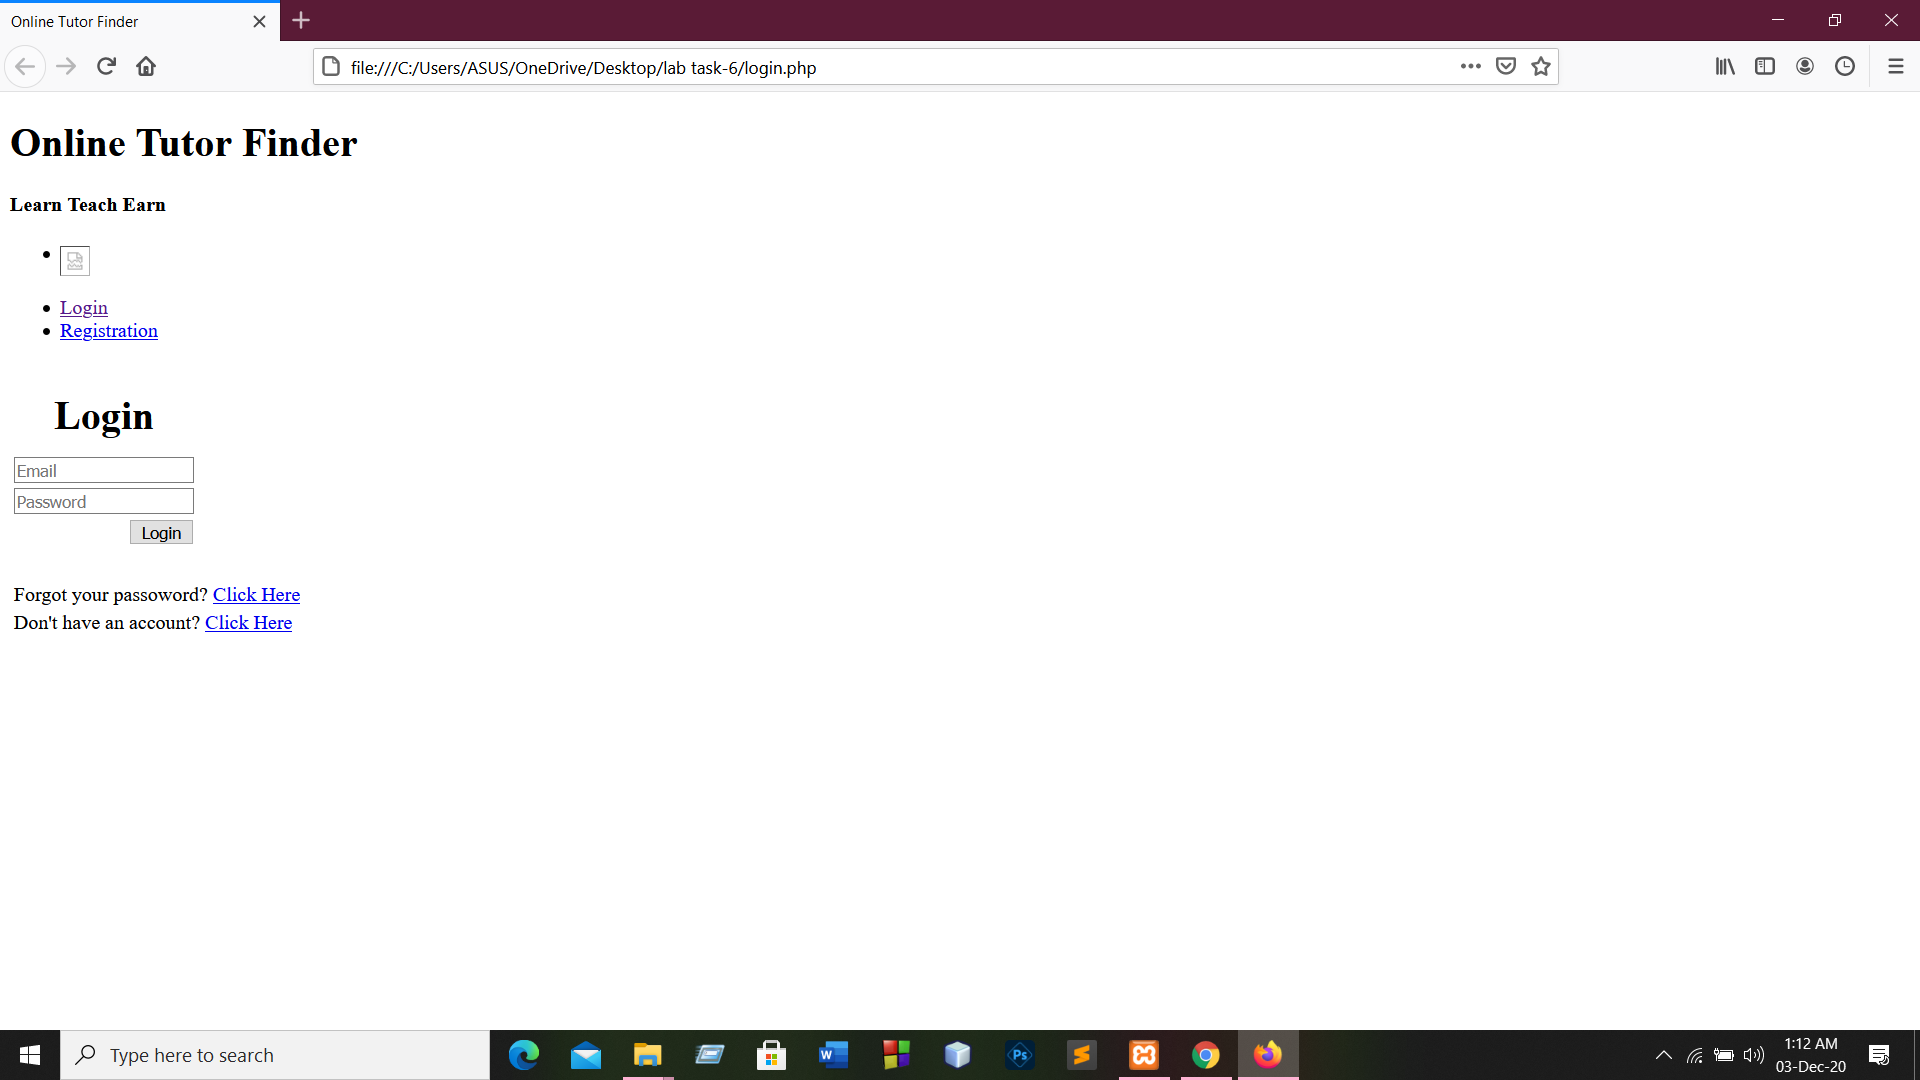 Online Tutor Finder
file:///C:/Users/ASUS/OneDrive/Desktop/lab task-6/login.php
Online Tutor Finder
Learn Teach Earn
Login
Registration
Login
Email
Password
Login
Forgot your passoword? Click Here
Don't have an account? Click Here
Type here to search
W
Ps
1:12 AM
03-Dec-20